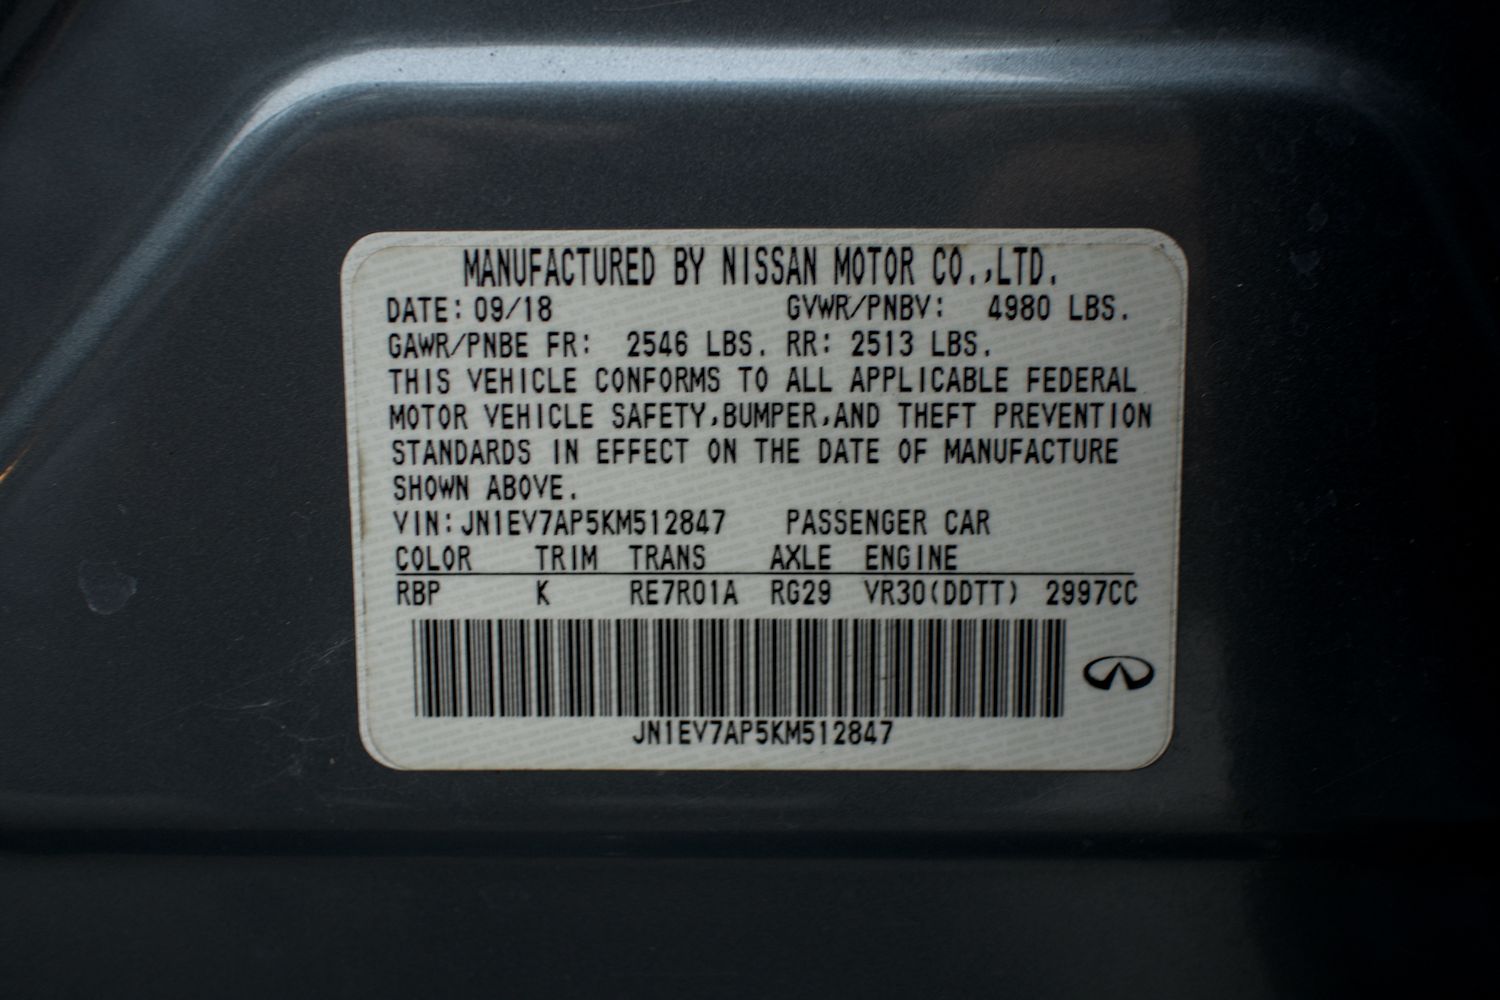 MANUFACTURED BY NISSAN MOTOR CO.,LTD.
DATE: 09/18 GVWR/PNBV: 4980 LBS.
GAWR/PNBE FR: 2546 LBS. RR: 2513 LBS.
THIS VEHICLE CONFORMS TO ALL APPLICABLE FEDERAL
MOTOR VEHICLE SAFETY,BUMPER,AND THEFT PREVENTION
STANDARDS IN EFFECT ON THE DATE OF MANUFACTURE
SHOWN ABOVE.
VIN:JN1EV7AP5KM512847 PASSENGER CAR
COLOR TRIM TRANS AXLE ENGINE
RBP K RE7R01A RG29 VR30(DDTT) 2997CC
JN1EV7AP5KM512847